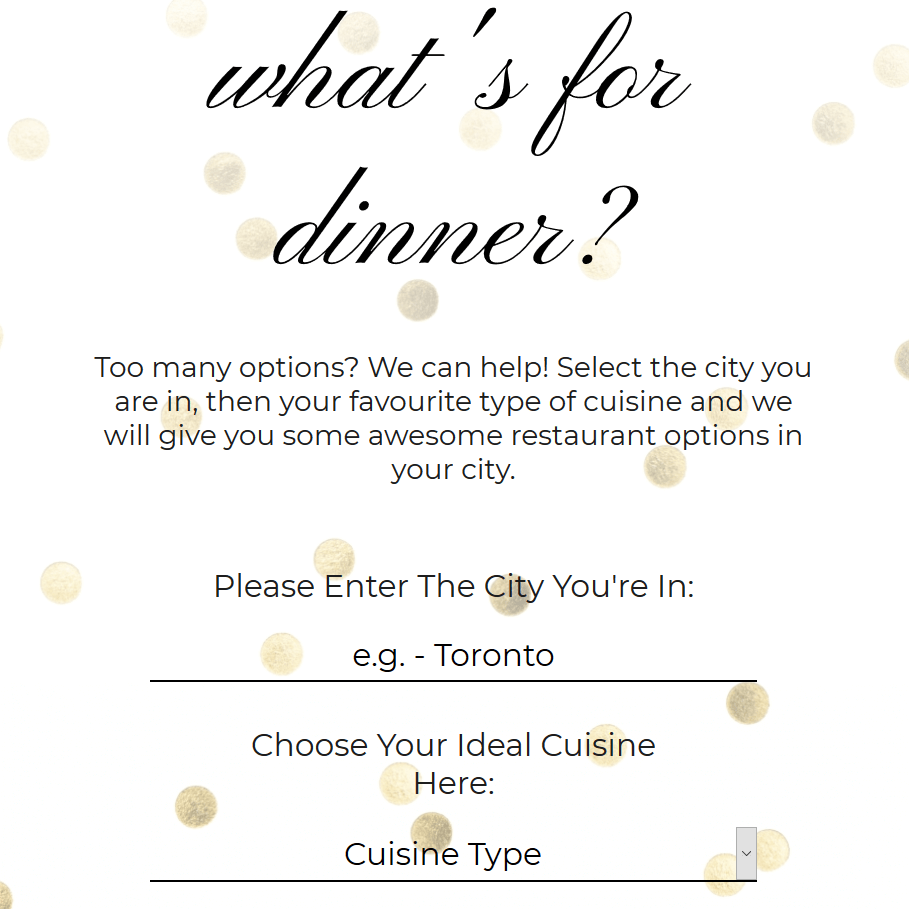 what's for
dinner?
Too many options? We can help! Select the city you
are in, then your favourite type of cuisine and we
will give you some awesome restaurant options in
your city.
Please Enter The City You're In:
e.g. - Toronto
Choose Your Ideal Cuisine
Here:
Cuisine Type